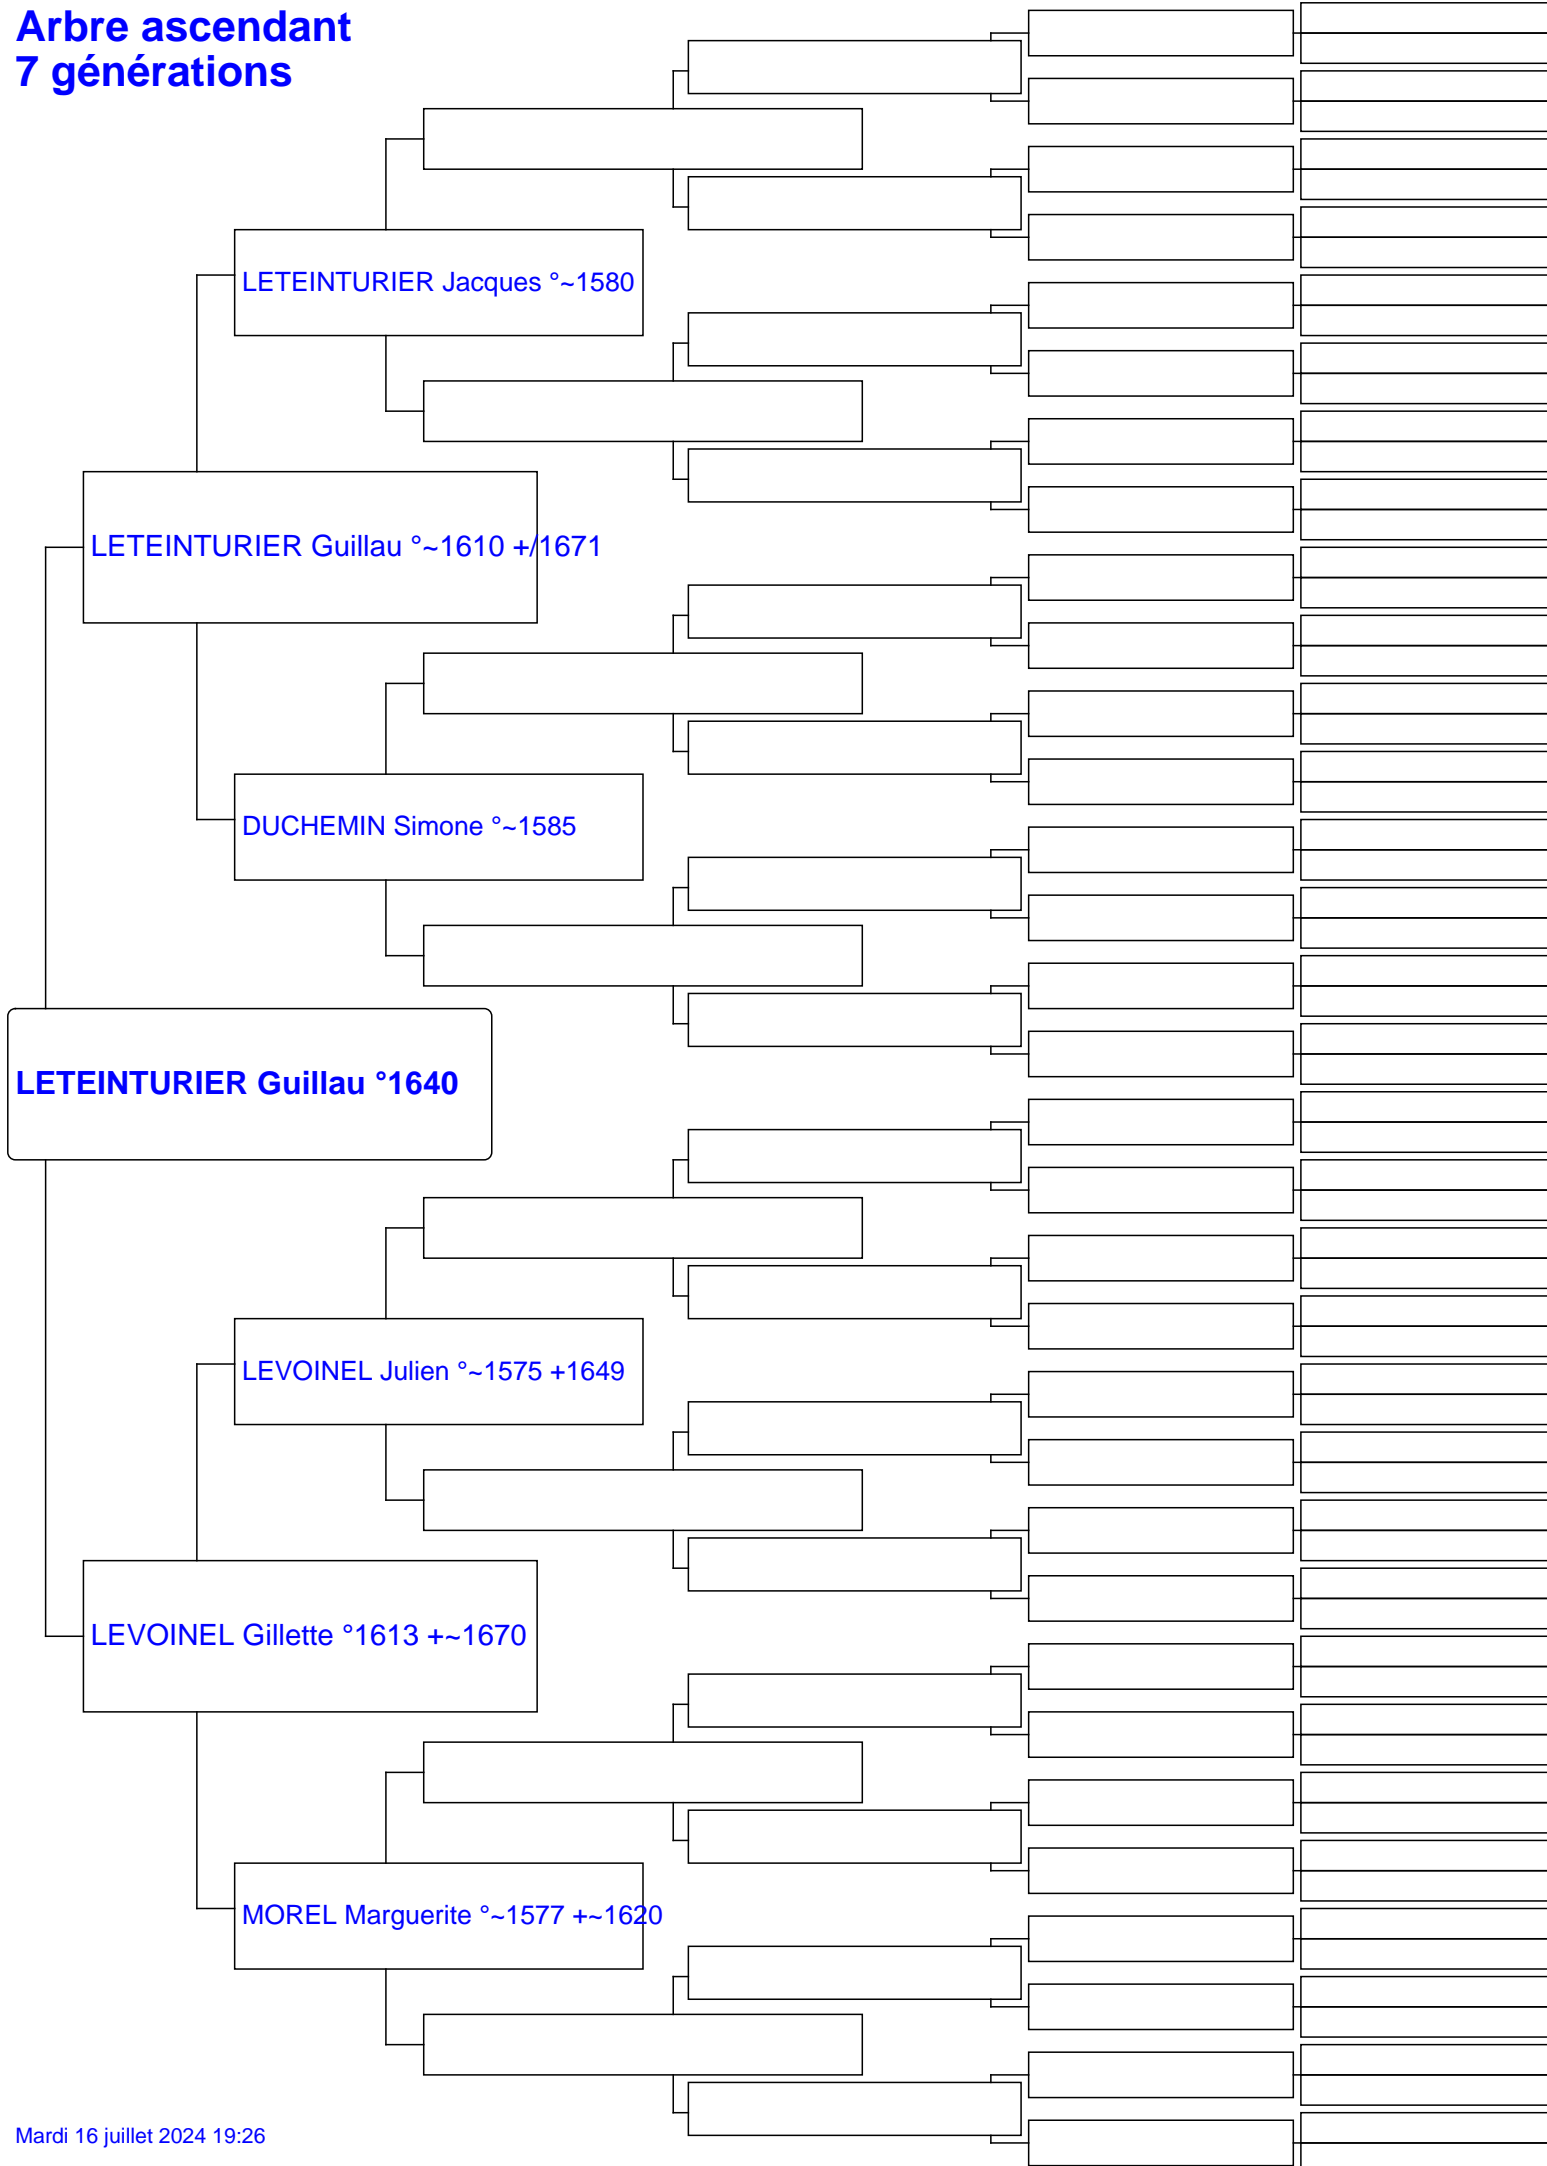 Arbre ascendant
7 générations
LETEINTURIER Jacques °~1580
LETEINTURIER Guillau °~1610 +/1671
DUCHEMIN Simone °~1585
LETEINTURIER Guillau °1640
LEVOINEL Julien °~1575 +1649
LEVOINEL Gillette °1613 +~1670
MOREL Marguerite °~1577 +~1620
Mardi 16 juillet 2024 19:26